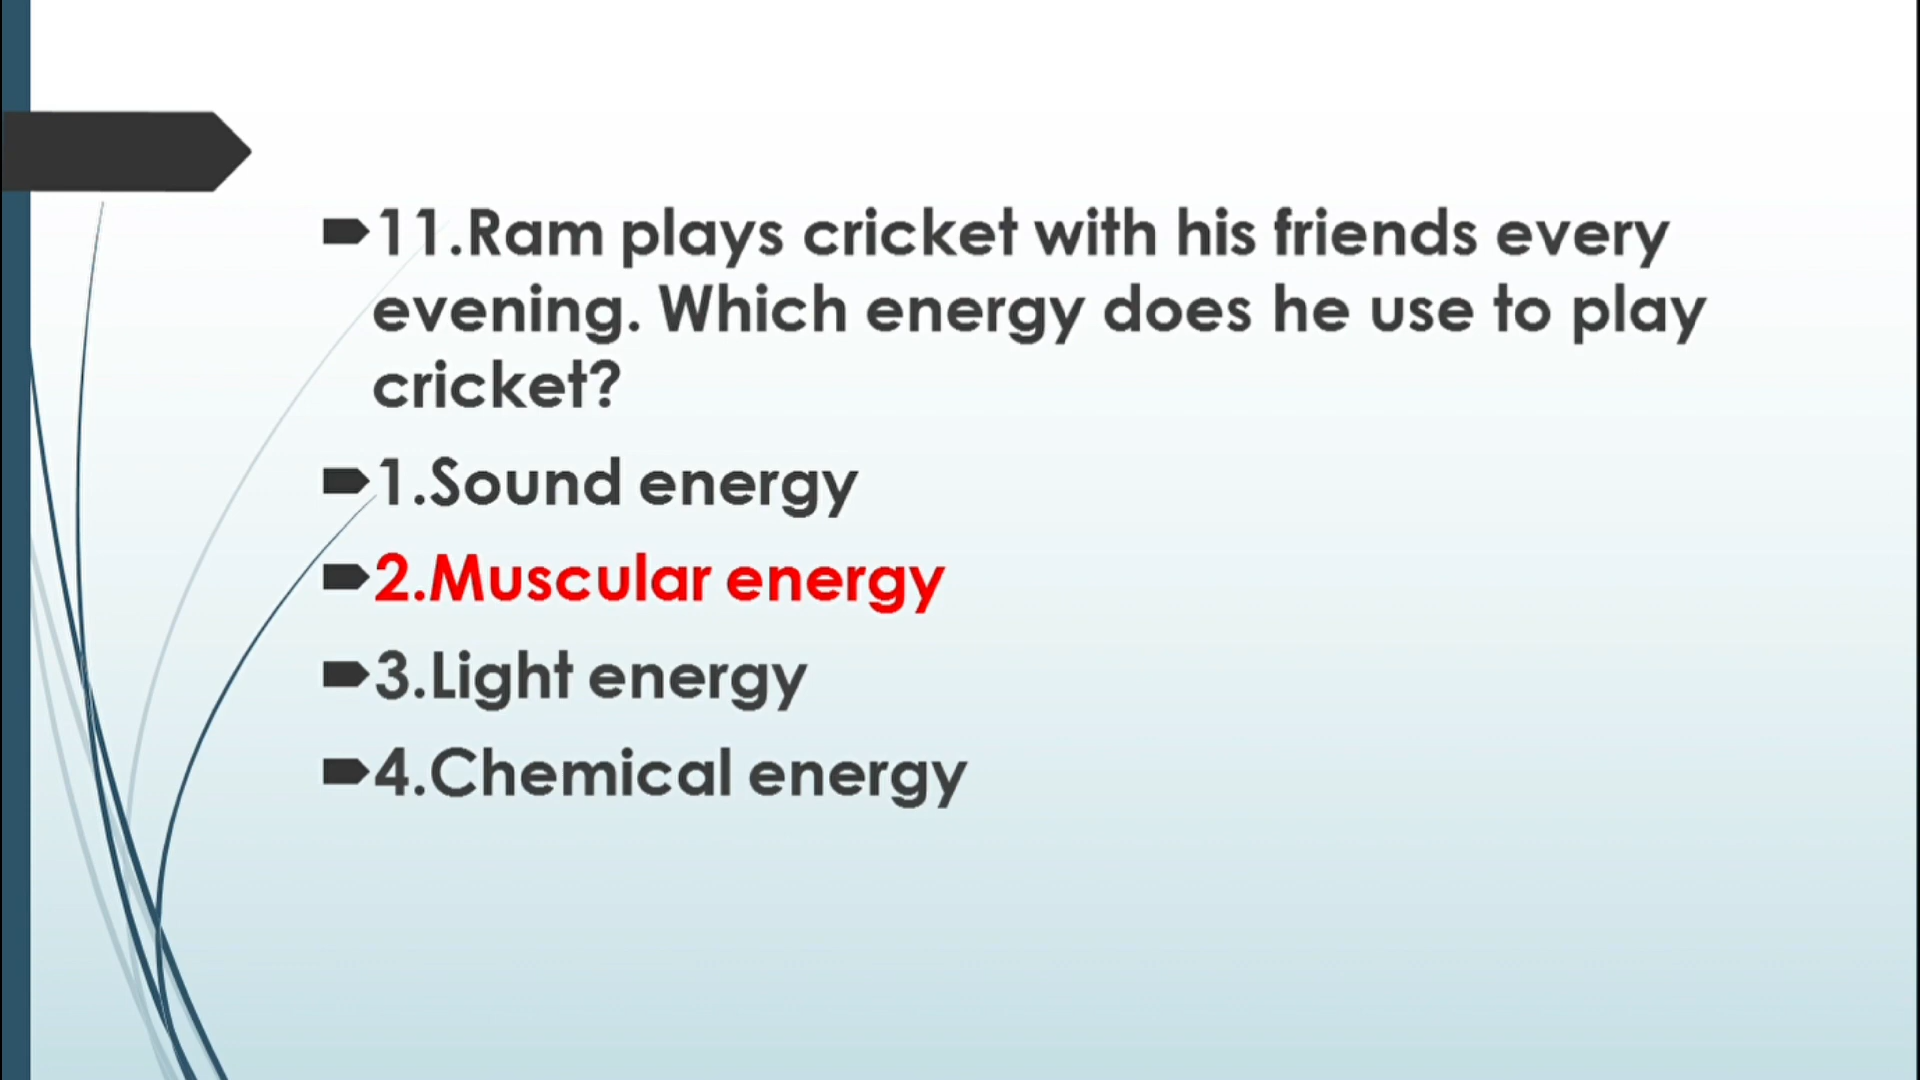 11.Ram plays cricket with his friends every
evening. Which energy does he use to play
cricket?
1.Sound energy
2.Muscular energy
3.Light energy
4.Chemical energy